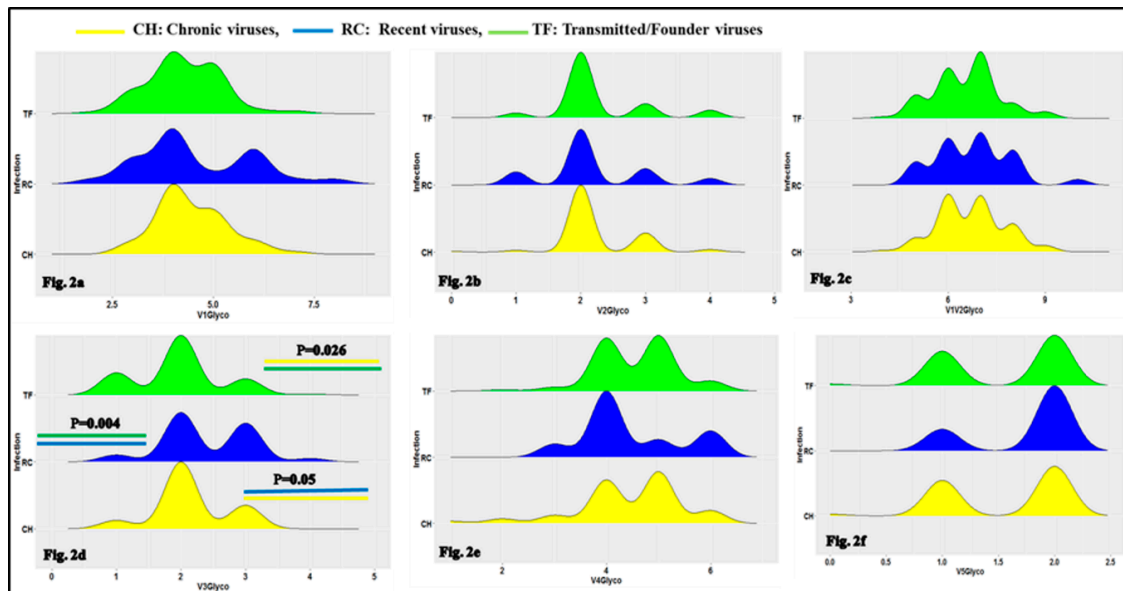 CH: Chronic viruses, RC: Recent viruses, TF: Transmitted/Founder viruses
TF
RC
CH
Infection
Fig. 2a
2.5 5.0 7.5
V1Glyco
TF
RC
CH
Infection
Fig. 2b
0 1 2 3 4 5
V2Glyco
TF
RC
CH
Infection
Fig. 2c
3 6 9
V1V2Glyco
P=0.026
TF
P=0.004
RC
P=0.05
CH
Infection
Fig. 2d
0 1 2 3 4 5
V3Glyco
TF
RC
CH
Infection
Fig. 2e
2 4 6
V4Glyco
TF
RC
CH
Infection
Fig. 2f
0.0 0.5 1.0 1.5 2.0 2.5
V5Glyco